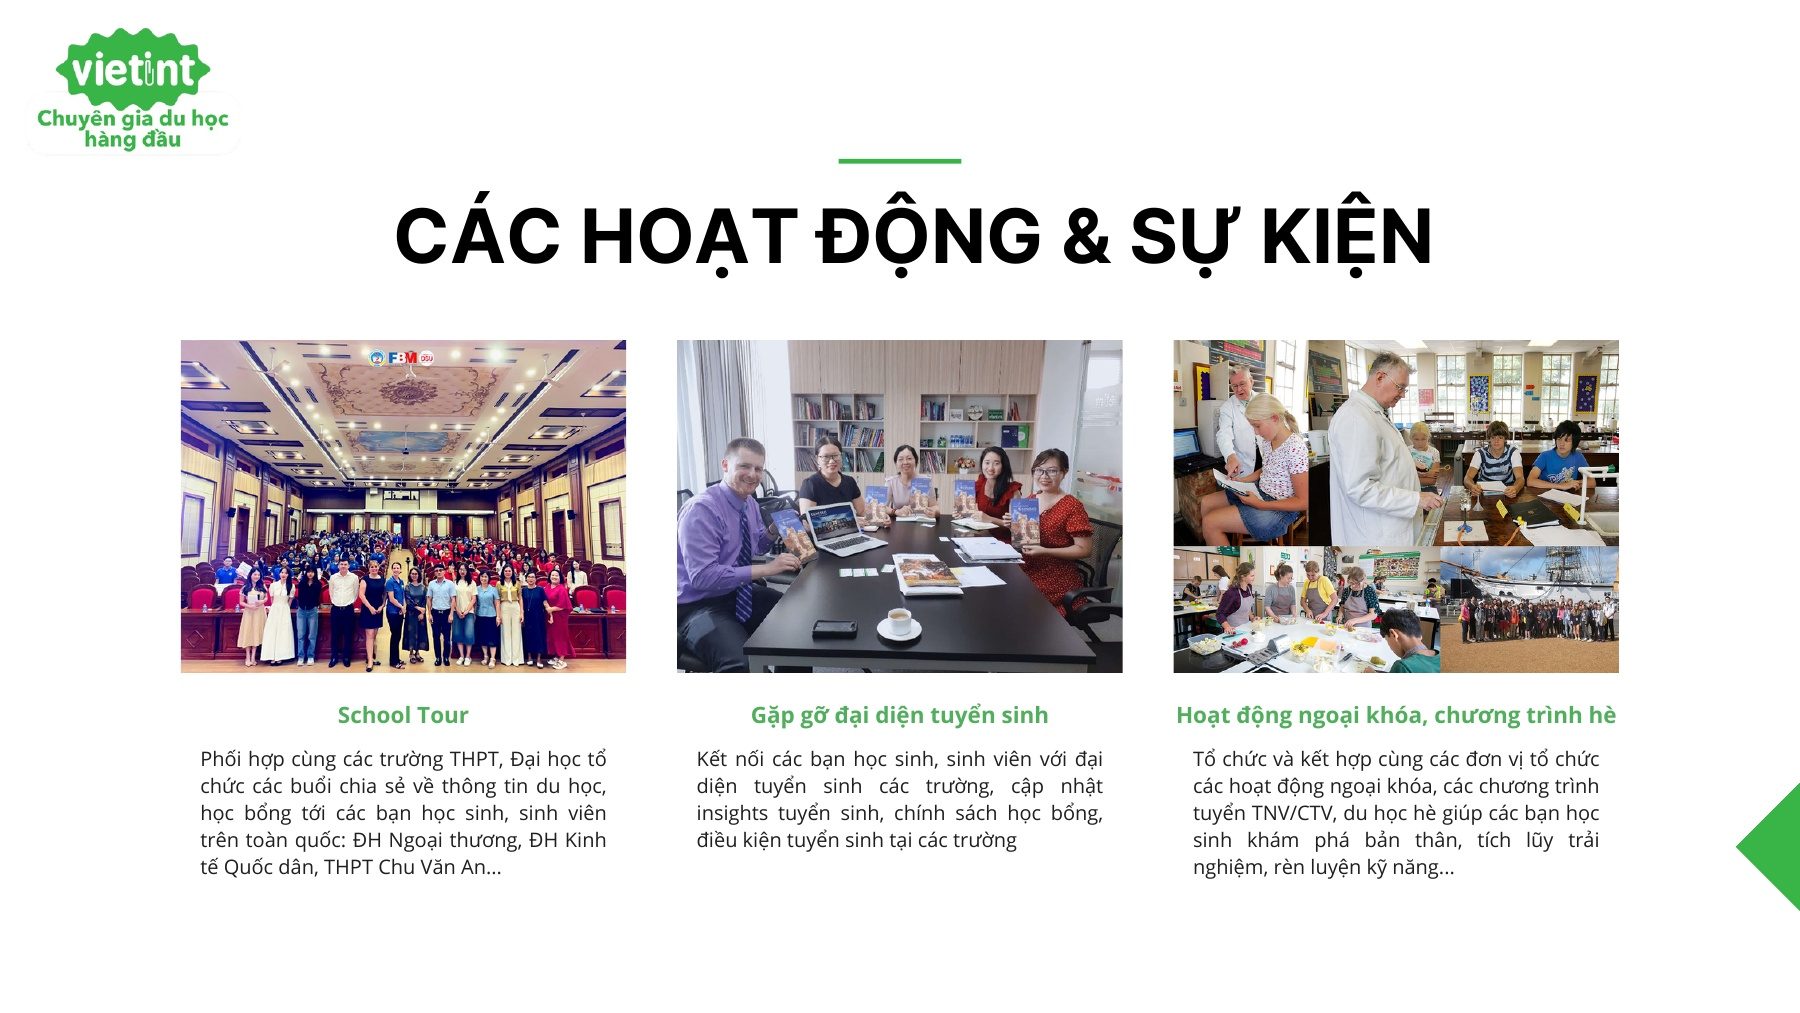 vietint
Chuyên gia du học
hàng đầu
CÁC HOẠT ĐỘNG & SỰ KIỆN
FBM
DSU
School Tour
Phối hợp cùng các trường THPT, Đại học tổ
chức các buổi chia sẻ về thông tin du học,
học bổng tới các bạn học sinh, sinh viên
trên toàn quốc: ĐH Ngoại thương, ĐH Kinh
tế Quốc dân, THPT Chu Văn An...
Gặp gỡ đại diện tuyển sinh
Kết nối các bạn học sinh, sinh viên với đại
diện tuyển sinh các trường, cập nhật
insights tuyển sinh, chính sách học bổng,
điều kiện tuyển sinh tại các trường
Hoạt động ngoại khóa, chương trình hè
Tổ chức và kết hợp cùng các đơn vị tổ chức
các hoạt động ngoại khóa, các chương trình
tuyển TNV/CTV, du học hè giúp các bạn học
sinh khám phá bản thân, tích lũy trải
nghiệm, rèn luyện kỹ năng...